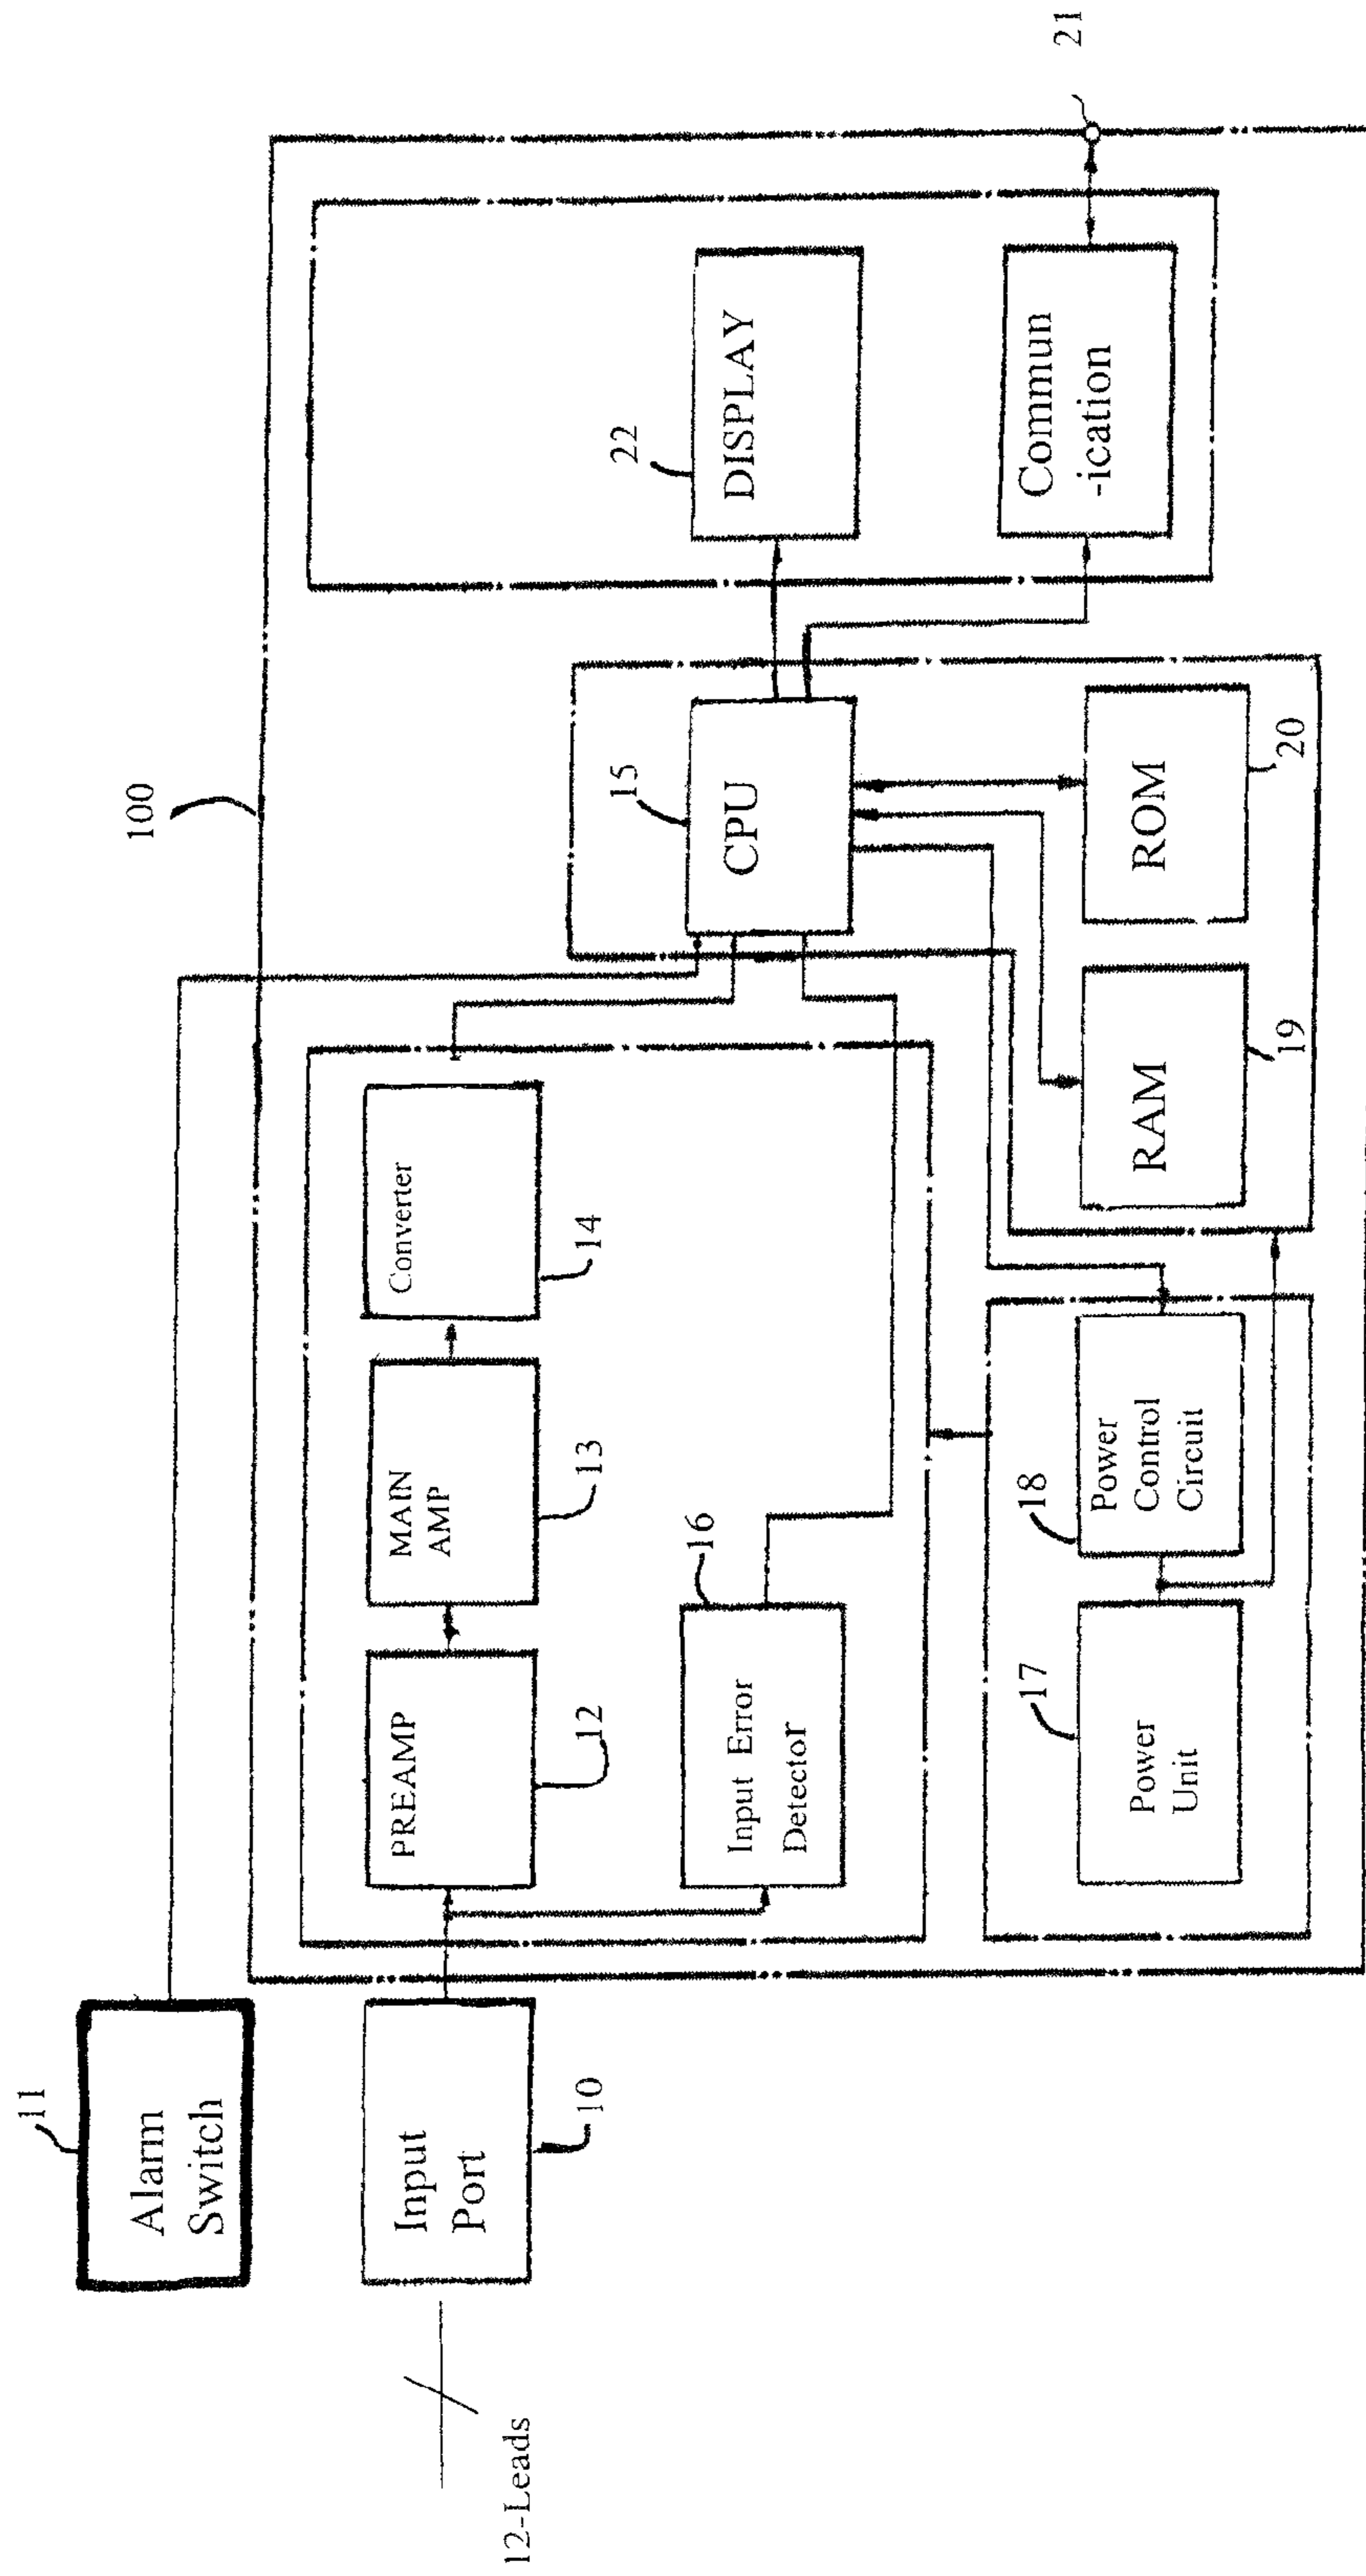 11
Alarm
Switch
100
12-Leads
Input
Port
10
PREAMP
12
MAIN
AMP
13
Converter
14
Input Error
Detector
16
CPU
15
22
DISPLAY
Commun
-ication
21
Power
Unit
17
Power
Control
Circuit
18
RAM
19
ROM
20